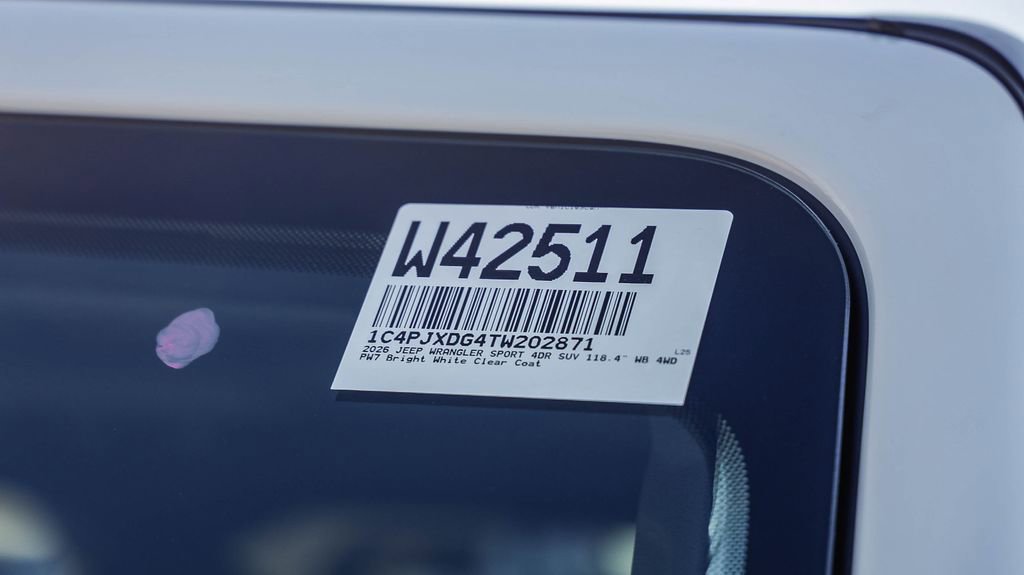 W42511
1C4PJXDG4TW202871
2026 JEEP WRANGLER SPORT 4DR SUV 118.4" WB 4WD
L25
PW7 Bright White Clear Coat